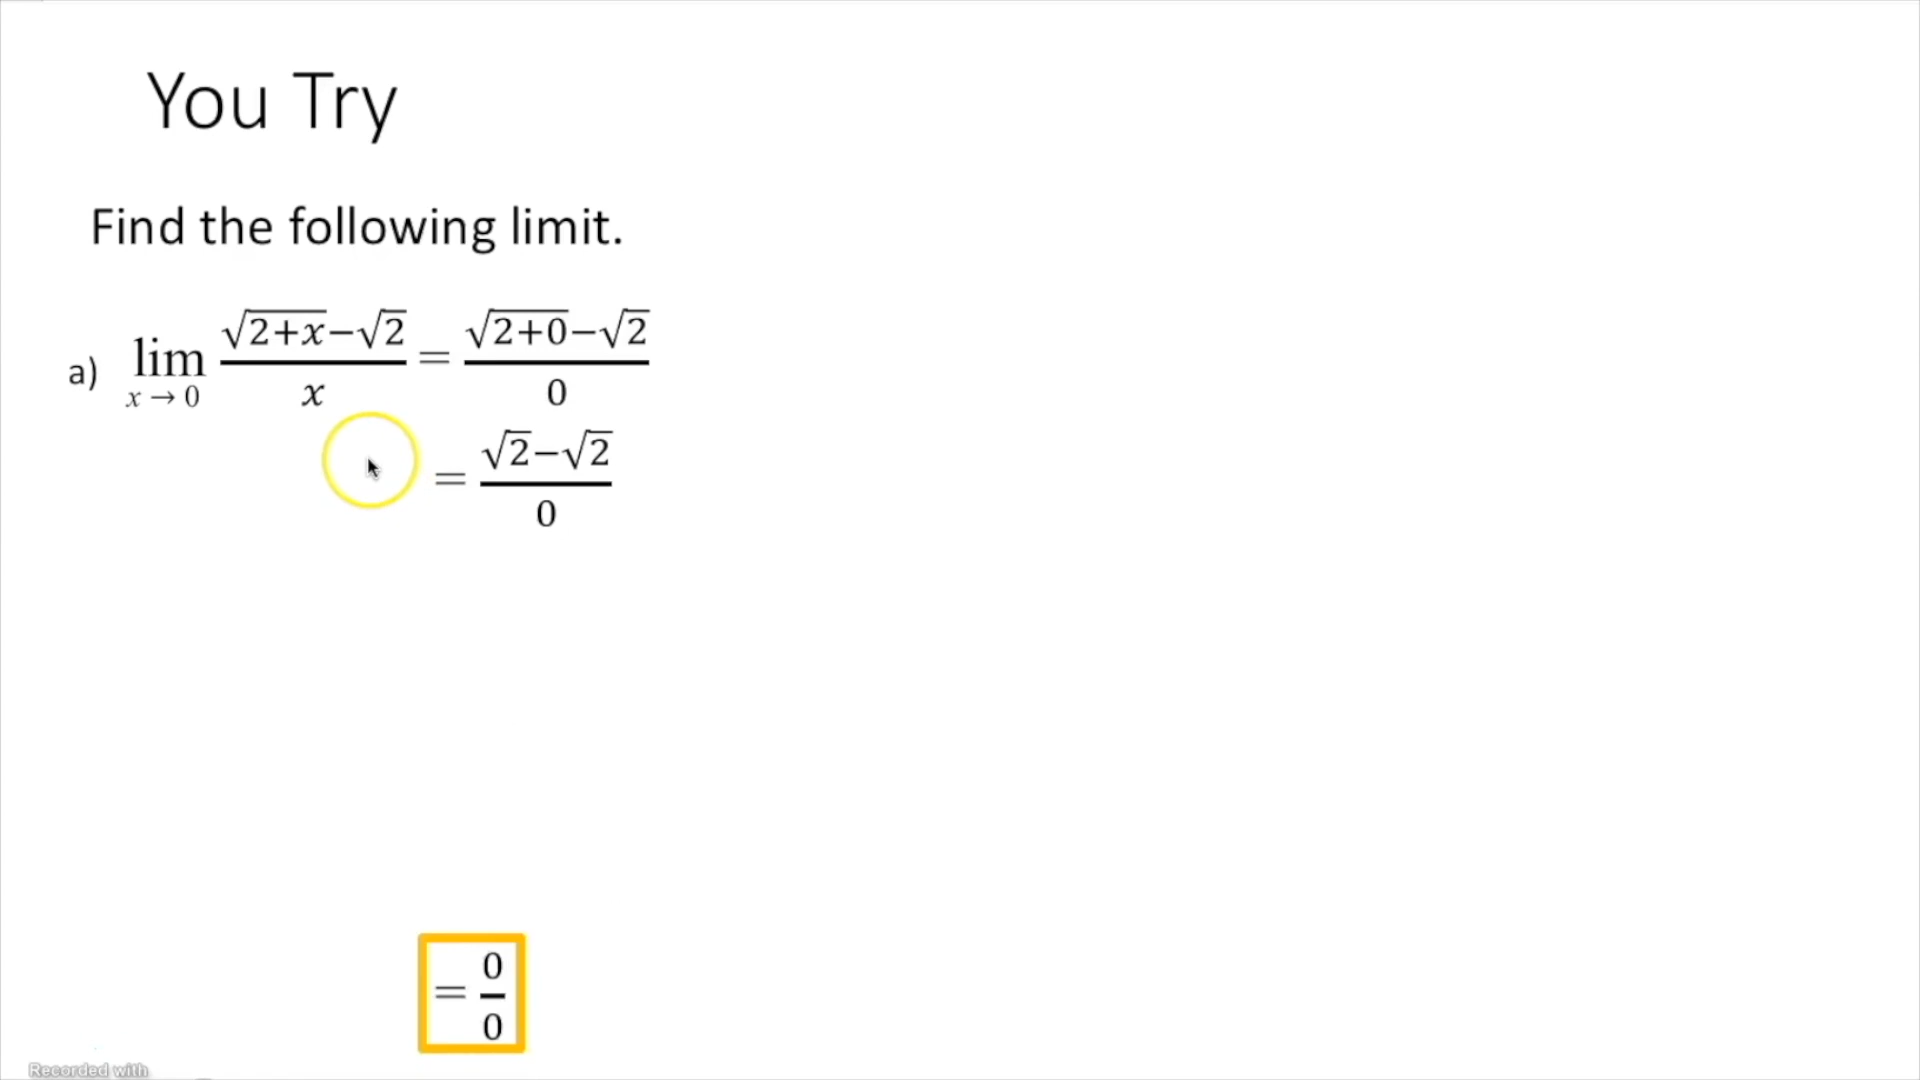 You Try
Find the following limit.
a) lim x→0 (√2+x − √2)/x = (√2+0 − √2)/0
= (√2 − √2)/0
= 0/0
Recorded with